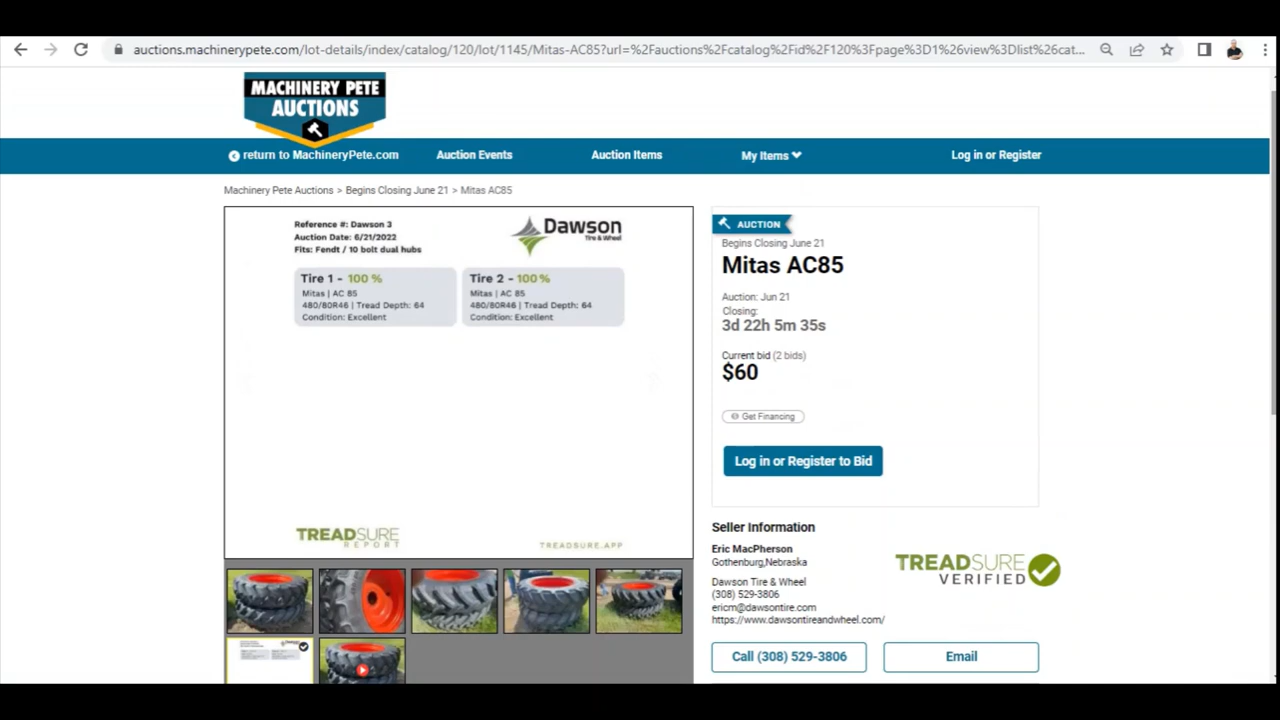 auctions.machinerypete.com/lot-details/index/catalog/120/lot/1145/Mitas-AC85?url=%2Fauctions%2Fcatalog%2Fid%2F120%3Fpage%3D1%26view%3Dlist%26cat...
MACHINERY PETE
AUCTIONS
return to MachineryPete.com
Auction Events
Auction Items
My Items
Log in or Register
Machinery Pete Auctions > Begins Closing June 21 > Mitas AC85
Reference #: Dawson 3
Auction Date: 6/21/2022
Fits: Fendt / 10 bolt dual hubs
Dawson
Tire & Wheel
Tire 1 - 100 %
Mitas | AC 85
480/80R46 | Tread Depth: 64
Condition: Excellent
Tire 2 - 100 %
Mitas | AC 85
480/80R46 | Tread Depth: 64
Condition: Excellent
TREADSURE
REPORT
TREADSURE.APP
AUCTION
Begins Closing June 21
Mitas AC85
Auction: Jun 21
Closing:
3d 22h 5m 35s
Current bid (2 bids)
$60
Get Financing
Log in or Register to Bid
Seller Information
Eric MacPherson
Gothenburg,Nebraska
Dawson Tire & Wheel
(308) 529-3806
ericm@dawsontire.com
https://www.dawsontireandwheel.com/
TREADSURE
VERIFIED
Call (308) 529-3806
Email